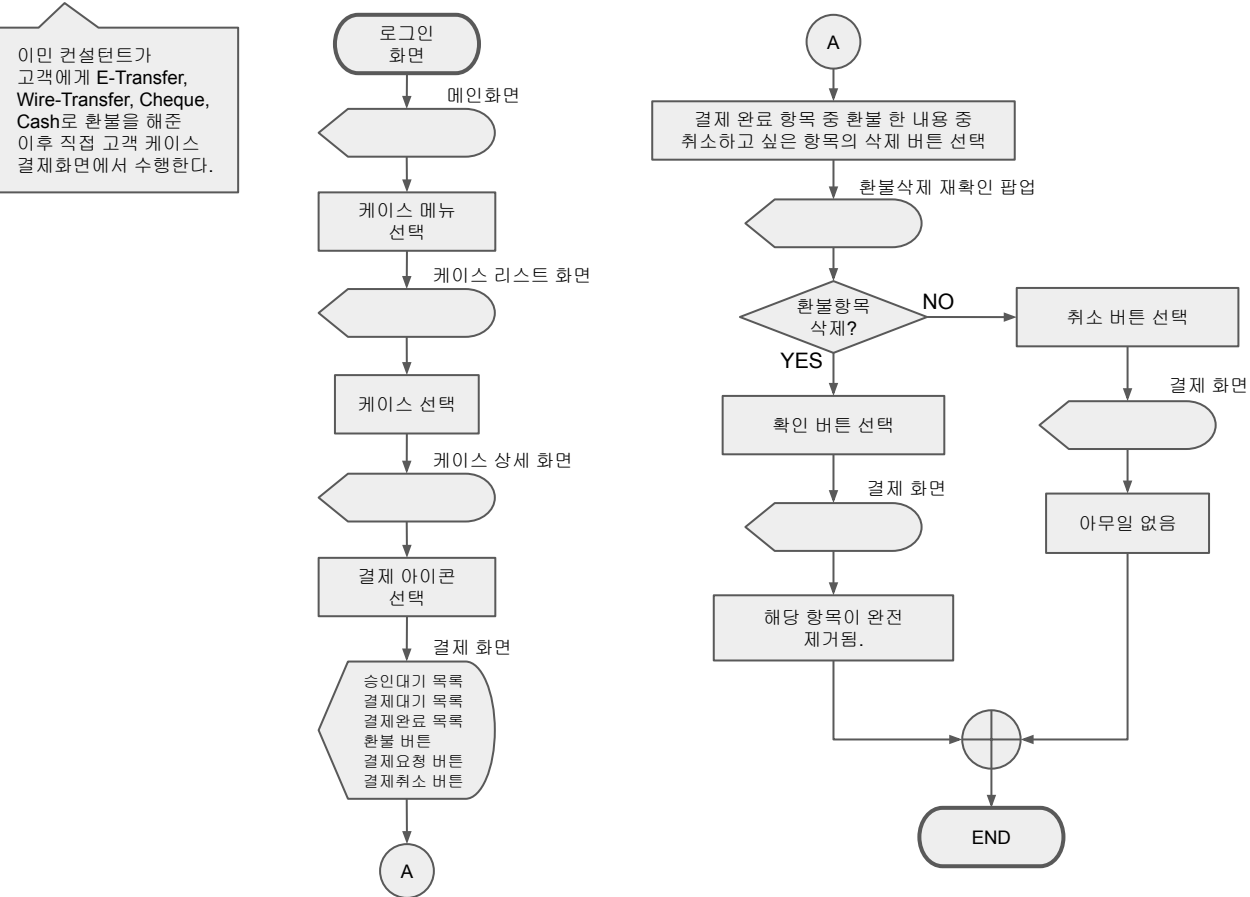 이민 컨설턴트가
고객에게 E-Transfer,
Wire-Transfer, Cheque,
Cash로 환불을 해준
이후 직접 고객 케이스
결제화면에서 수행한다.
로그인
화면
메인화면
케이스 메뉴
선택
케이스 리스트 화면
케이스 선택
케이스 상세 화면
결제 아이콘
선택
결제 화면
승인대기 목록
결제대기 목록
결제완료 목록
환불 버튼
결제요청 버튼
결제취소 버튼
A
A
결제 완료 항목 중 환불 한 내용 중
취소하고 싶은 항목의 삭제 버튼 선택
환불삭제 재확인 팝업
환불항목
삭제?
NO
취소 버튼 선택
YES
결제 화면
확인 버튼 선택
결제 화면
아무일 없음
해당 항목이 완전
제거됨.
END